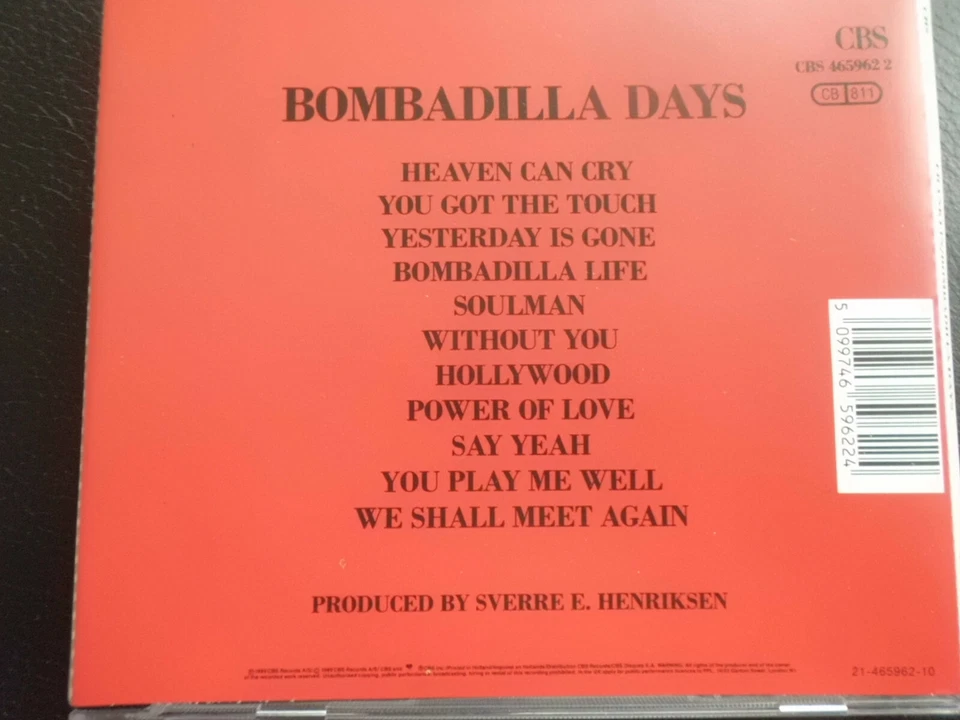 CBS
CBS 465962 2
CB 811
BOMBADILLA DAYS
HEAVEN CAN CRY
YOU GOT THE TOUCH
YESTERDAY IS GONE
BOMBADILLA LIFE
SOULMAN
WITHOUT YOU
HOLLYWOOD
POWER OF LOVE
SAY YEAH
YOU PLAY ME WELL
WE SHALL MEET AGAIN
5 099746 596224
PRODUCED BY SVERRE E. HENRIKSEN
21-465962-10